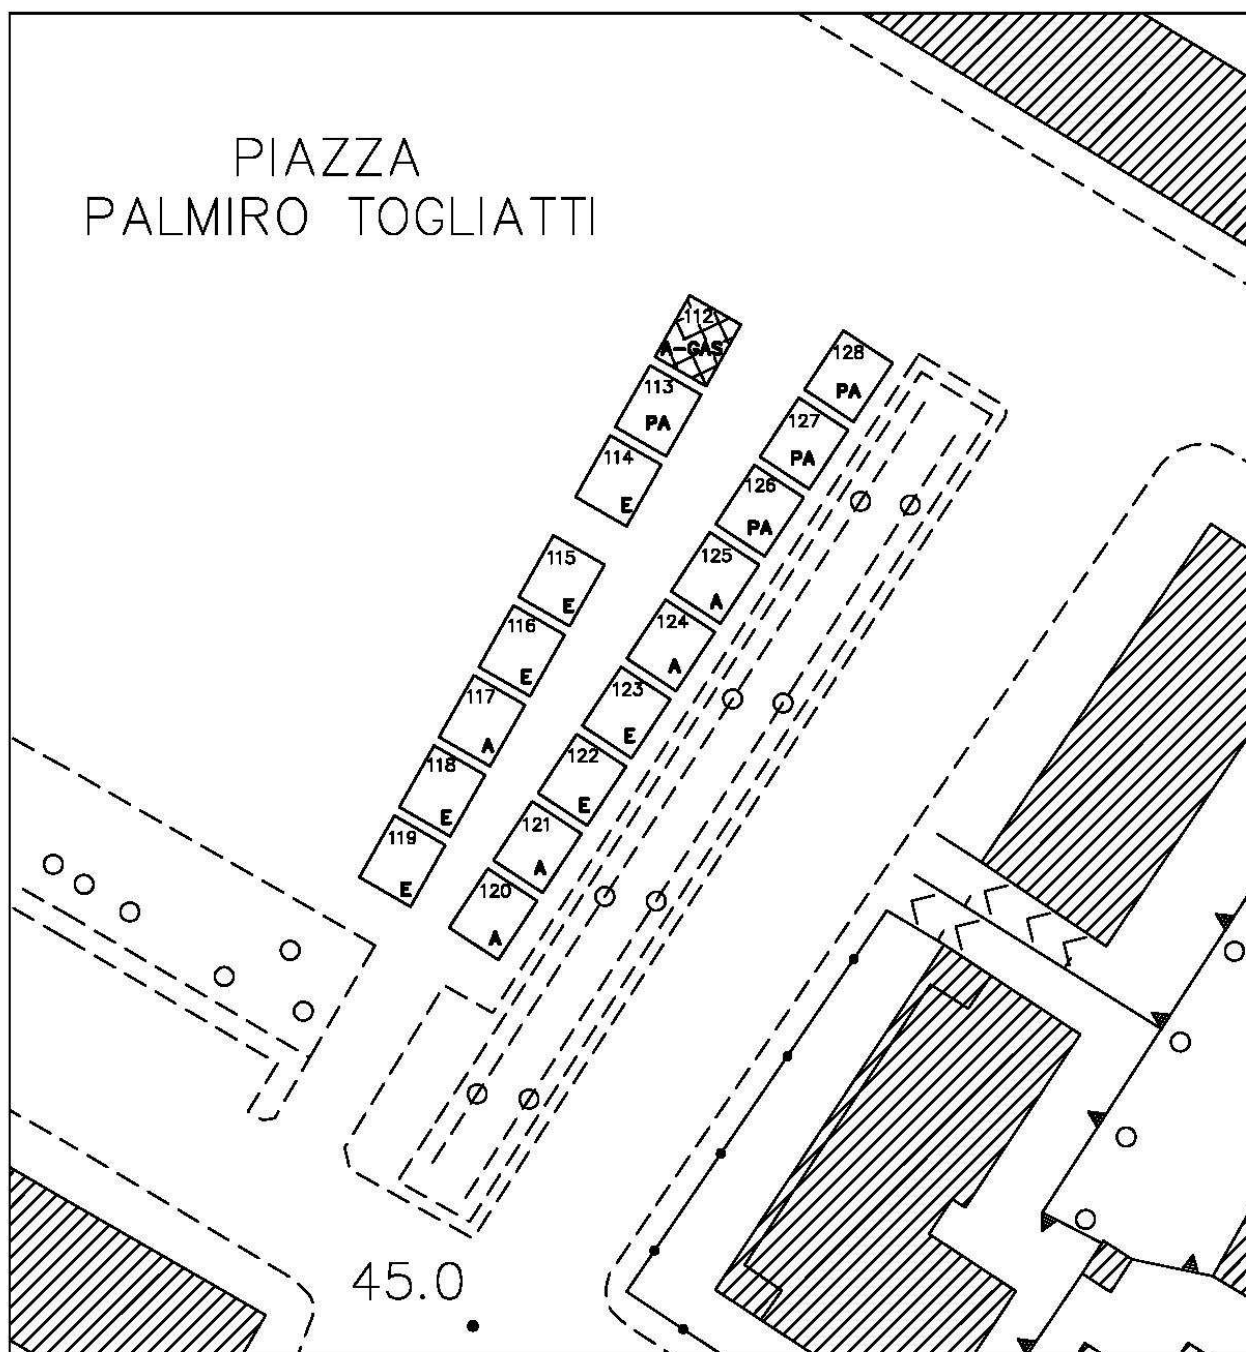 PIAZZA
PALMIRO TOGLIATTI
112
A-GAS
113
PA
114
E
115
E
116
E
117
A
118
E
119
E
128
PA
127
PA
126
PA
125
A
124
A
123
E
122
E
121
A
120
A
45.0